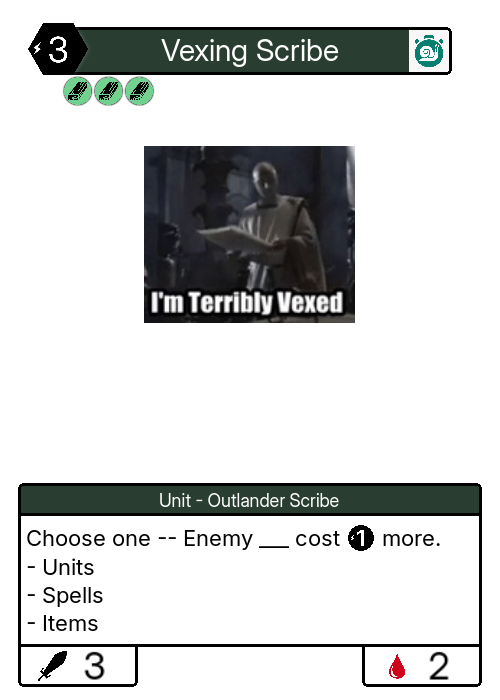 3 Vexing Scribe
I'm Terribly Vexed
Unit - Outlander Scribe
Choose one -- Enemy ___ cost 1 more.
- Units
- Spells
- Items
3 2